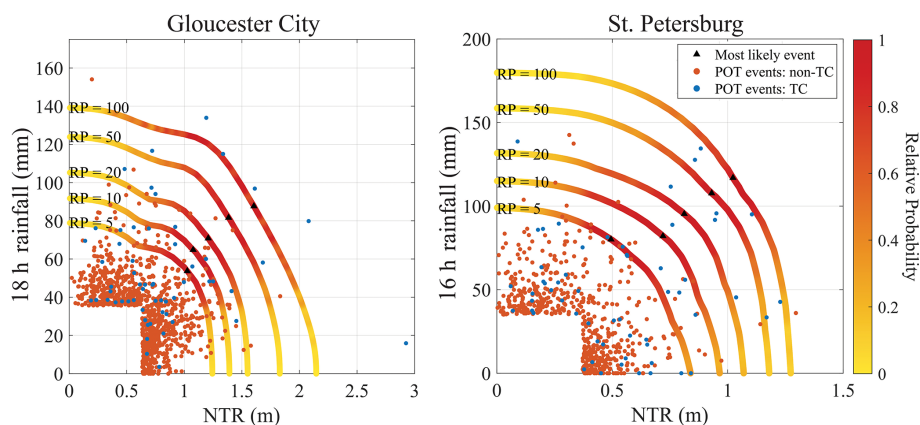 Gloucester City
160
140
120
100
80
60
40
20
0
18 h rainfall (mm)
RP = 100
RP = 50
RP = 20
RP = 10
RP = 5
0
0.5
1
1.5
2
2.5
3
NTR (m)
St. Petersburg
200
150
100
50
0
16 h rainfall (mm)
RP = 100
RP = 50
RP = 20
RP = 10
RP = 5
Most likely event
POT events: non-TC
POT events: TC
0
0.5
1
1.5
NTR (m)
1
0.8
0.6
0.4
0.2
0
Relative Probability